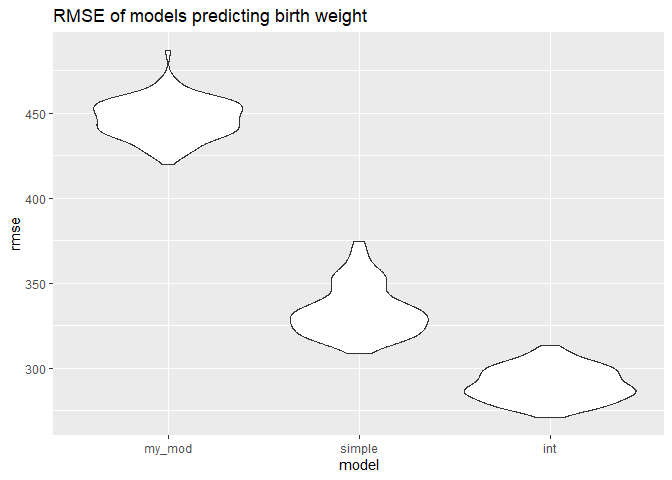 RMSE of models predicting birth weight
450
400
350
300
rmse
my_mod simple int
model